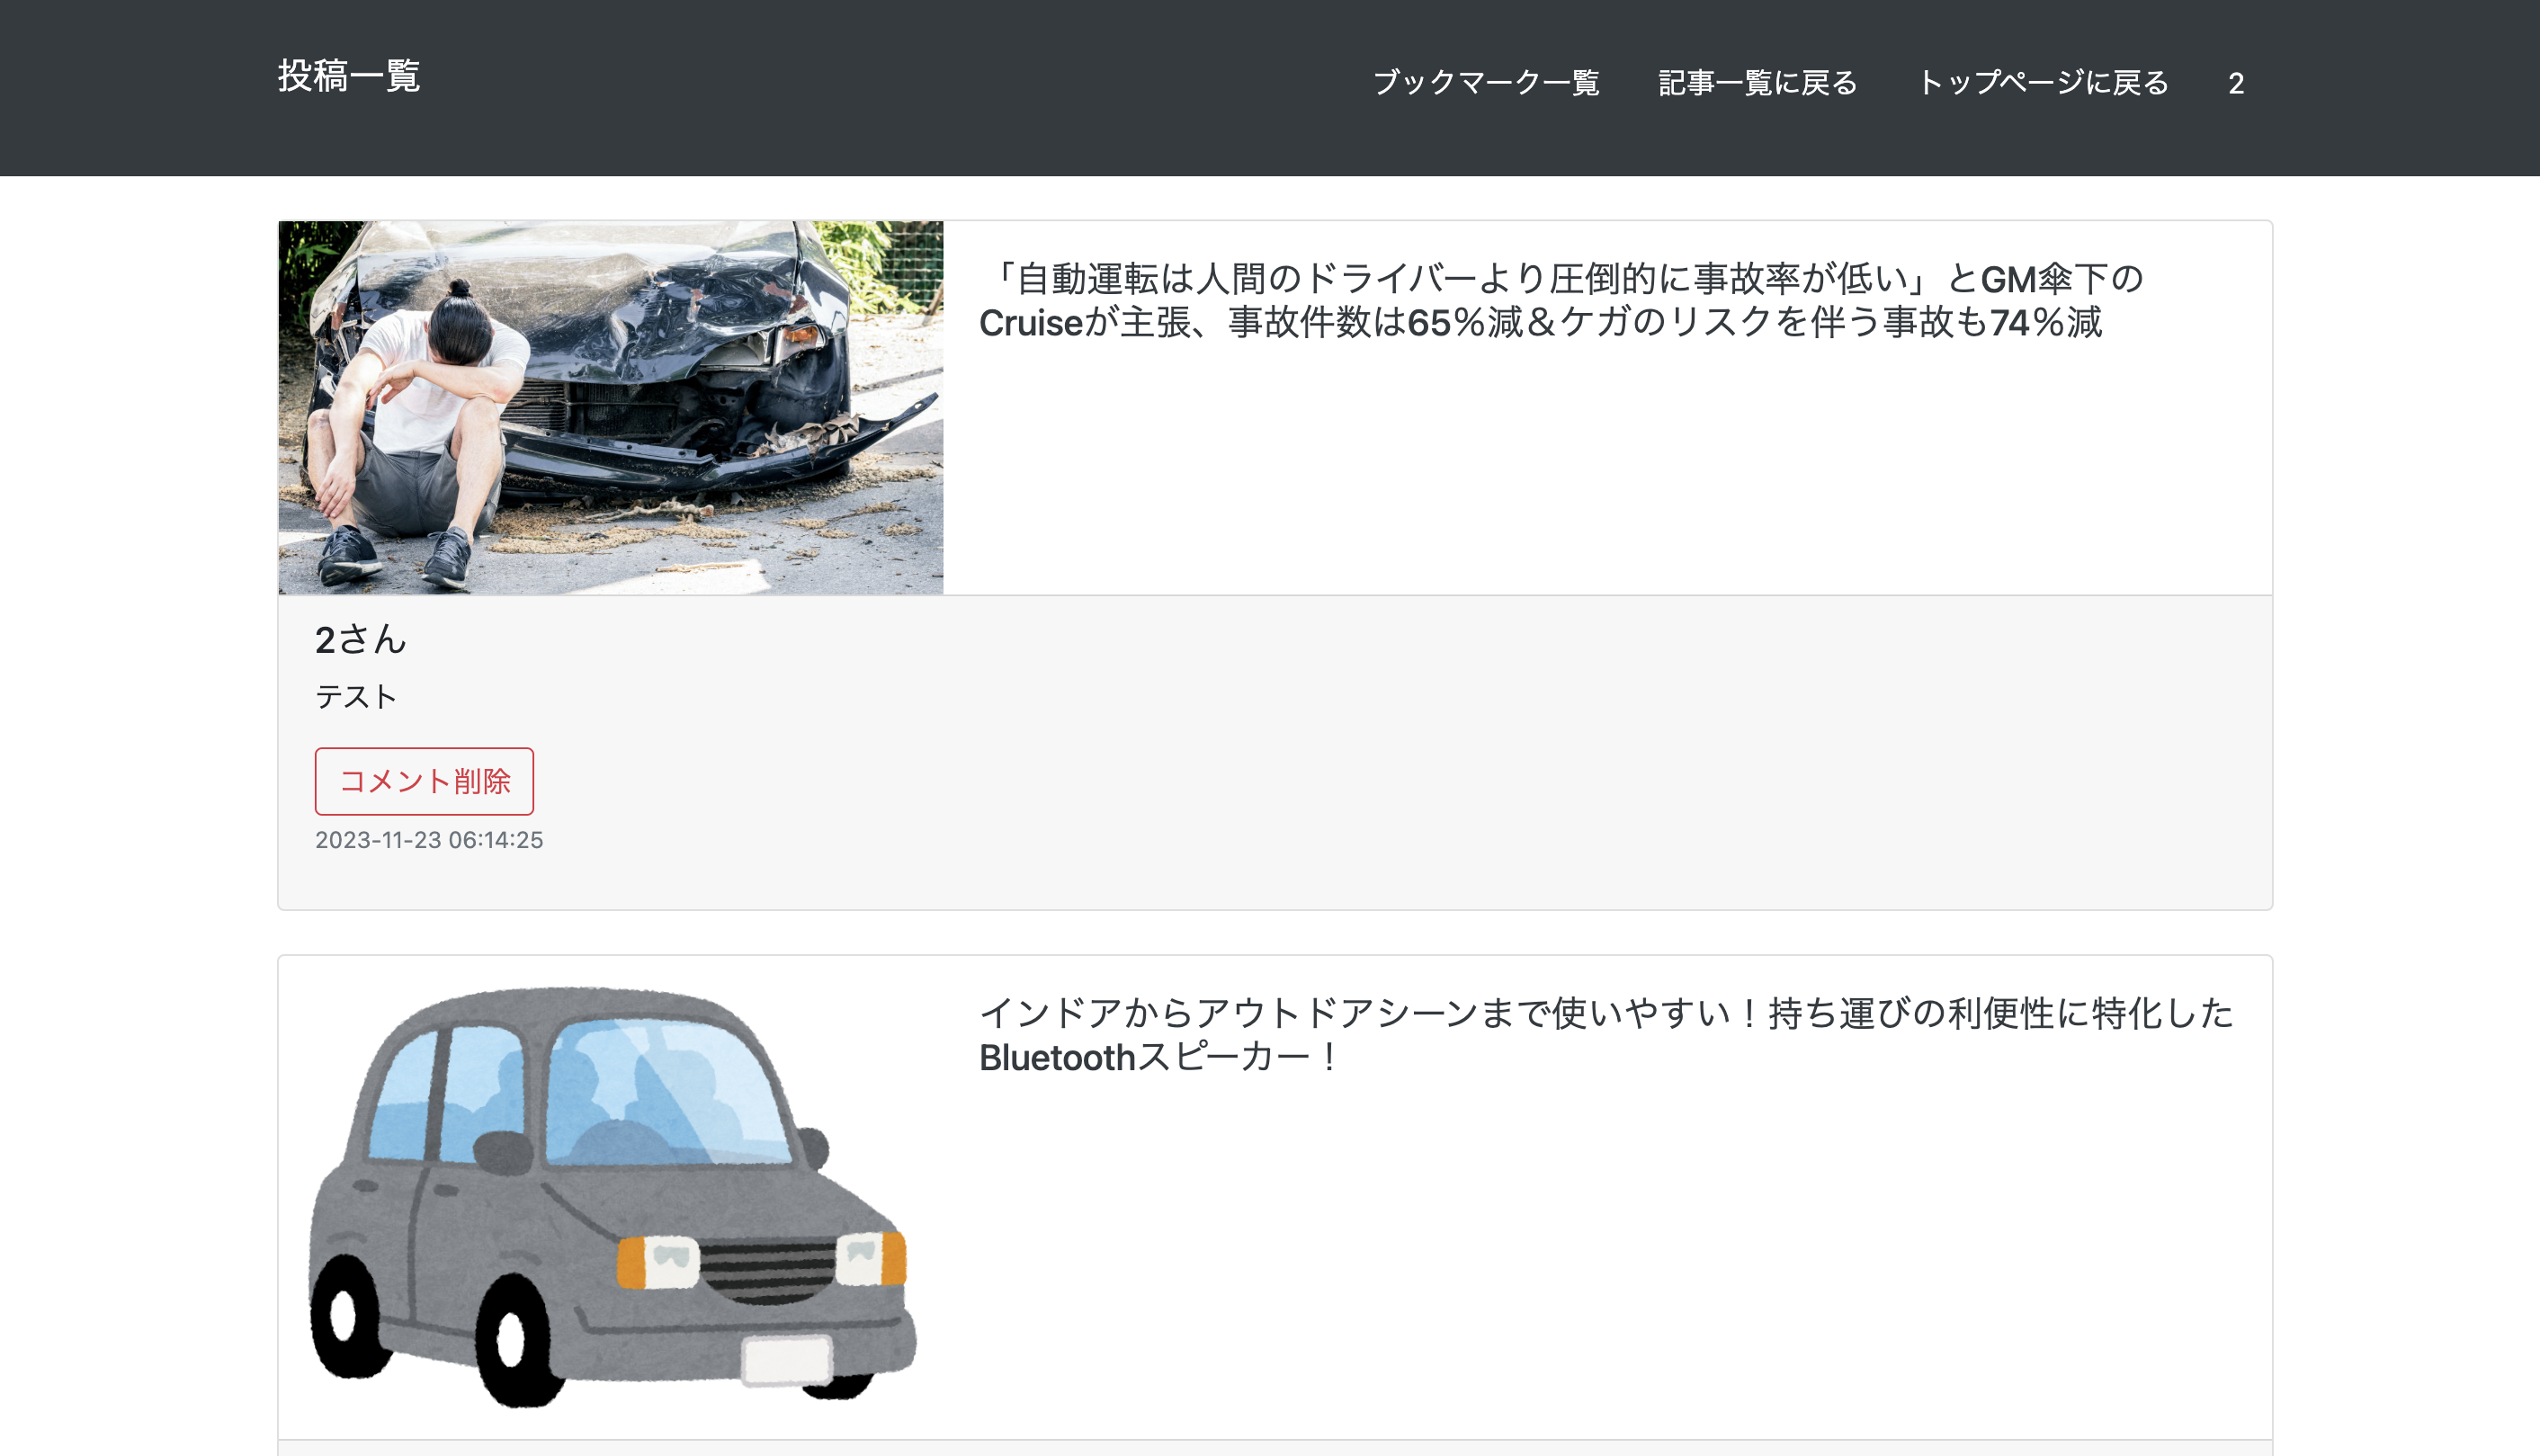 投稿一覧
ブックマーク一覧 記事一覧に戻る トップページに戻る 2
「自動運転は人間のドライバーより圧倒的に事故率が低い」とGM傘下の
Cruiseが主張、事故件数は65％減＆ケガのリスクを伴う事故も74％減
2さん
テスト
コメント削除
2023-11-23 06:14:25
インドアからアウトドアシーンまで使いやすい！持ち運びの利便性に特化した
Bluetoothスピーカー！